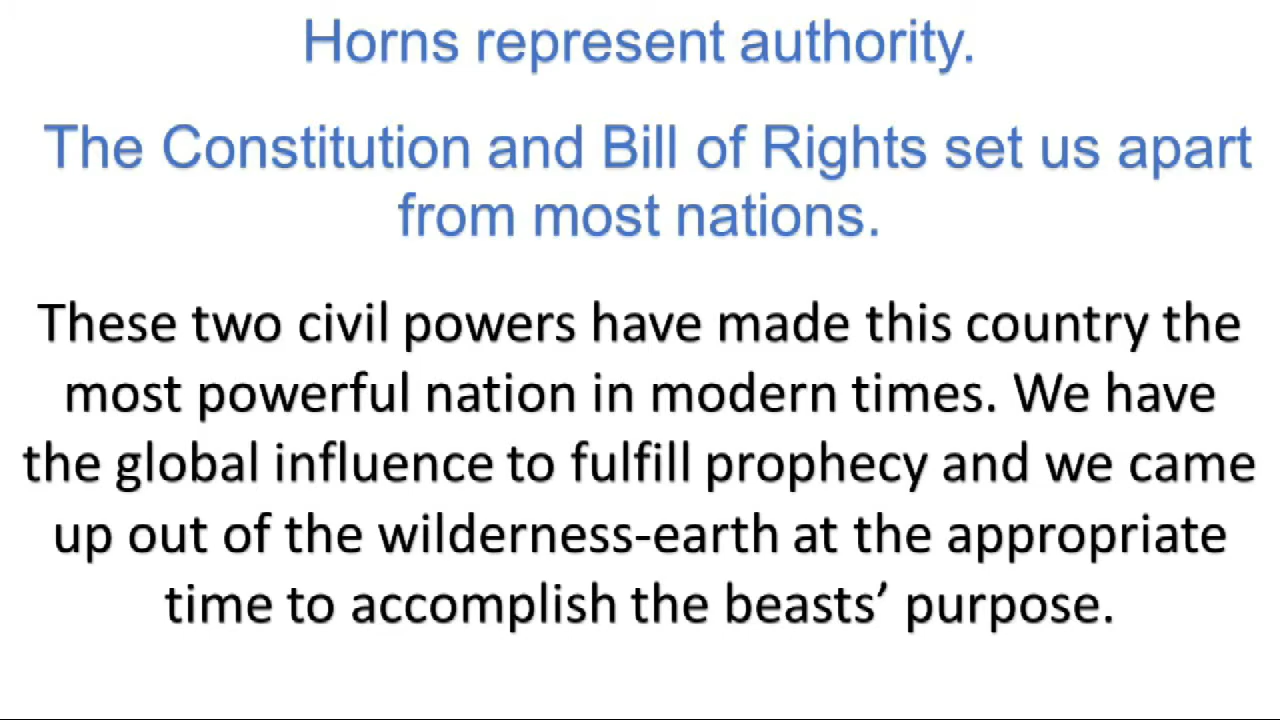 Horns represent authority.
The Constitution and Bill of Rights set us apart
from most nations.
These two civil powers have made this country the
most powerful nation in modern times. We have
the global influence to fulfill prophecy and we came
up out of the wilderness-earth at the appropriate
time to accomplish the beasts’ purpose.